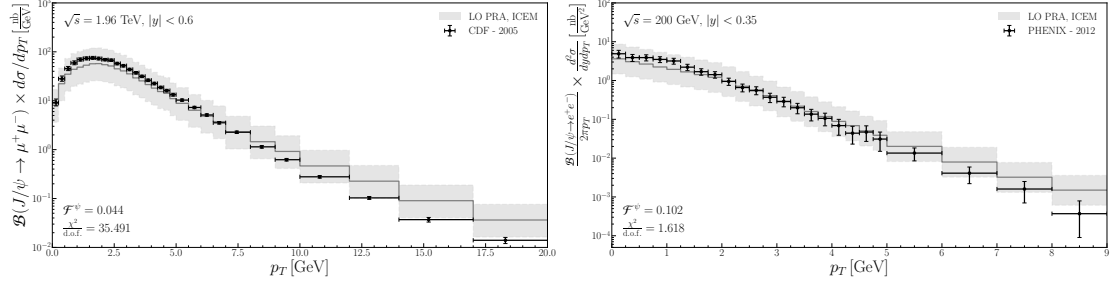 √s = 1.96 TeV, |y| < 0.6
LO PRA, ICEM
CDF - 2005
ℬ(J/ψ → μ⁺μ⁻) × dσ/dp_T [nb/GeV]
10³
10²
10¹
10⁰
10⁻¹
10⁻²
ℱ^ψ = 0.044
χ²/d.o.f. = 35.491
0.0 2.5 5.0 7.5 10.0 12.5 15.0 17.5 20.0
p_T [GeV]
√s = 200 GeV, |y| < 0.35
LO PRA, ICEM
PHENIX - 2012
ℬ(J/ψ→e⁺e⁻)/2πp_T × d²σ/dydp_T [nb/GeV²]
10²
10¹
10⁰
10⁻¹
10⁻²
10⁻³
10⁻⁴
ℱ^ψ = 0.102
χ²/d.o.f. = 1.618
0 1 2 3 4 5 6 7 8 9
p_T [GeV]